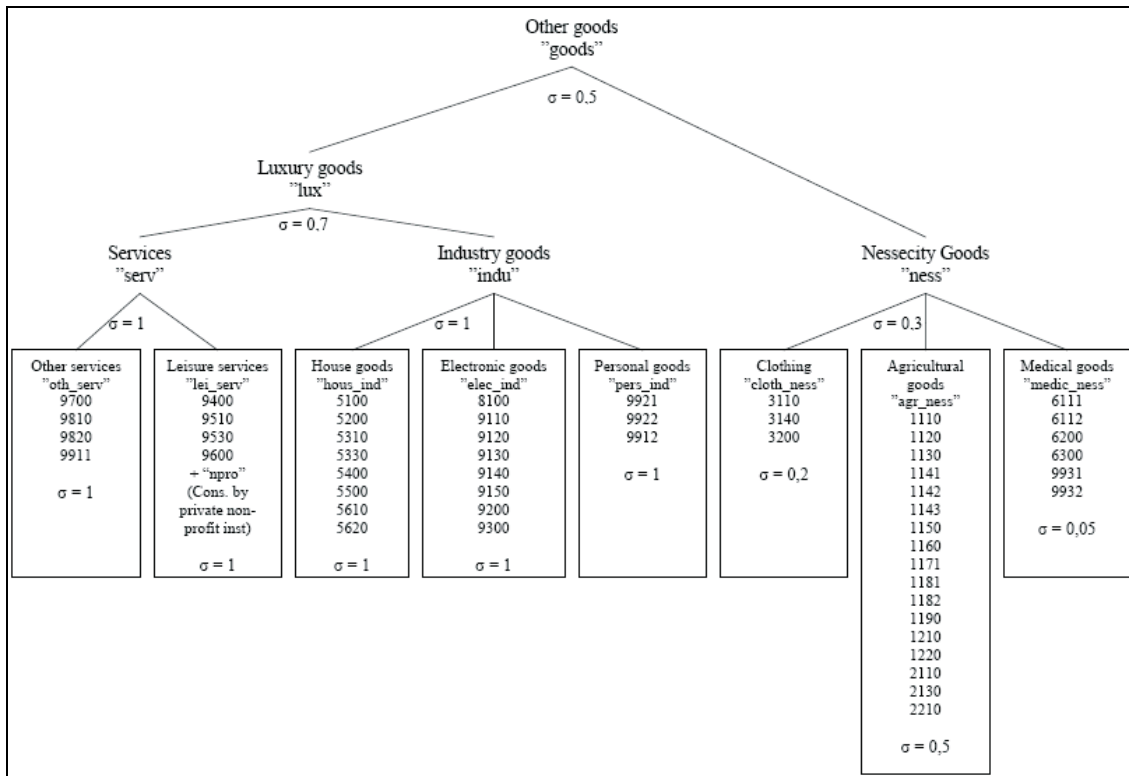 Other goods
”goods”
σ = 0,5
Luxury goods
”lux”
σ = 0,7
Services
”serv”
Industry goods
”indu”
Nessecity Goods
”ness”
σ = 1
σ = 1
σ = 0,3
Other services
“oth_serv”
9700
9810
9820
9911
σ = 1
Leisure services
“lei_serv”
9400
9510
9530
9600
+ “npro”
(Cons. by
private non-
profit inst)
σ = 1
House goods
“hous_ind”
5100
5200
5310
5330
5400
5500
5610
5620
σ = 1
Electronic goods
“elec_ind”
8100
9110
9120
9130
9140
9150
9200
9300
σ = 1
Personal goods
“pers_ind”
9921
9922
9912
σ = 1
Clothing
“cloth_ness”
3110
3140
3200
σ = 0,2
Agricultural
goods
“agr_ness”
1110
1120
1130
1141
1142
1143
1150
1160
1171
1181
1182
1190
1210
1220
2110
2130
2210
σ = 0,5
Medical goods
“medic_ness”
6111
6112
6200
6300
9931
9932
σ = 0,05